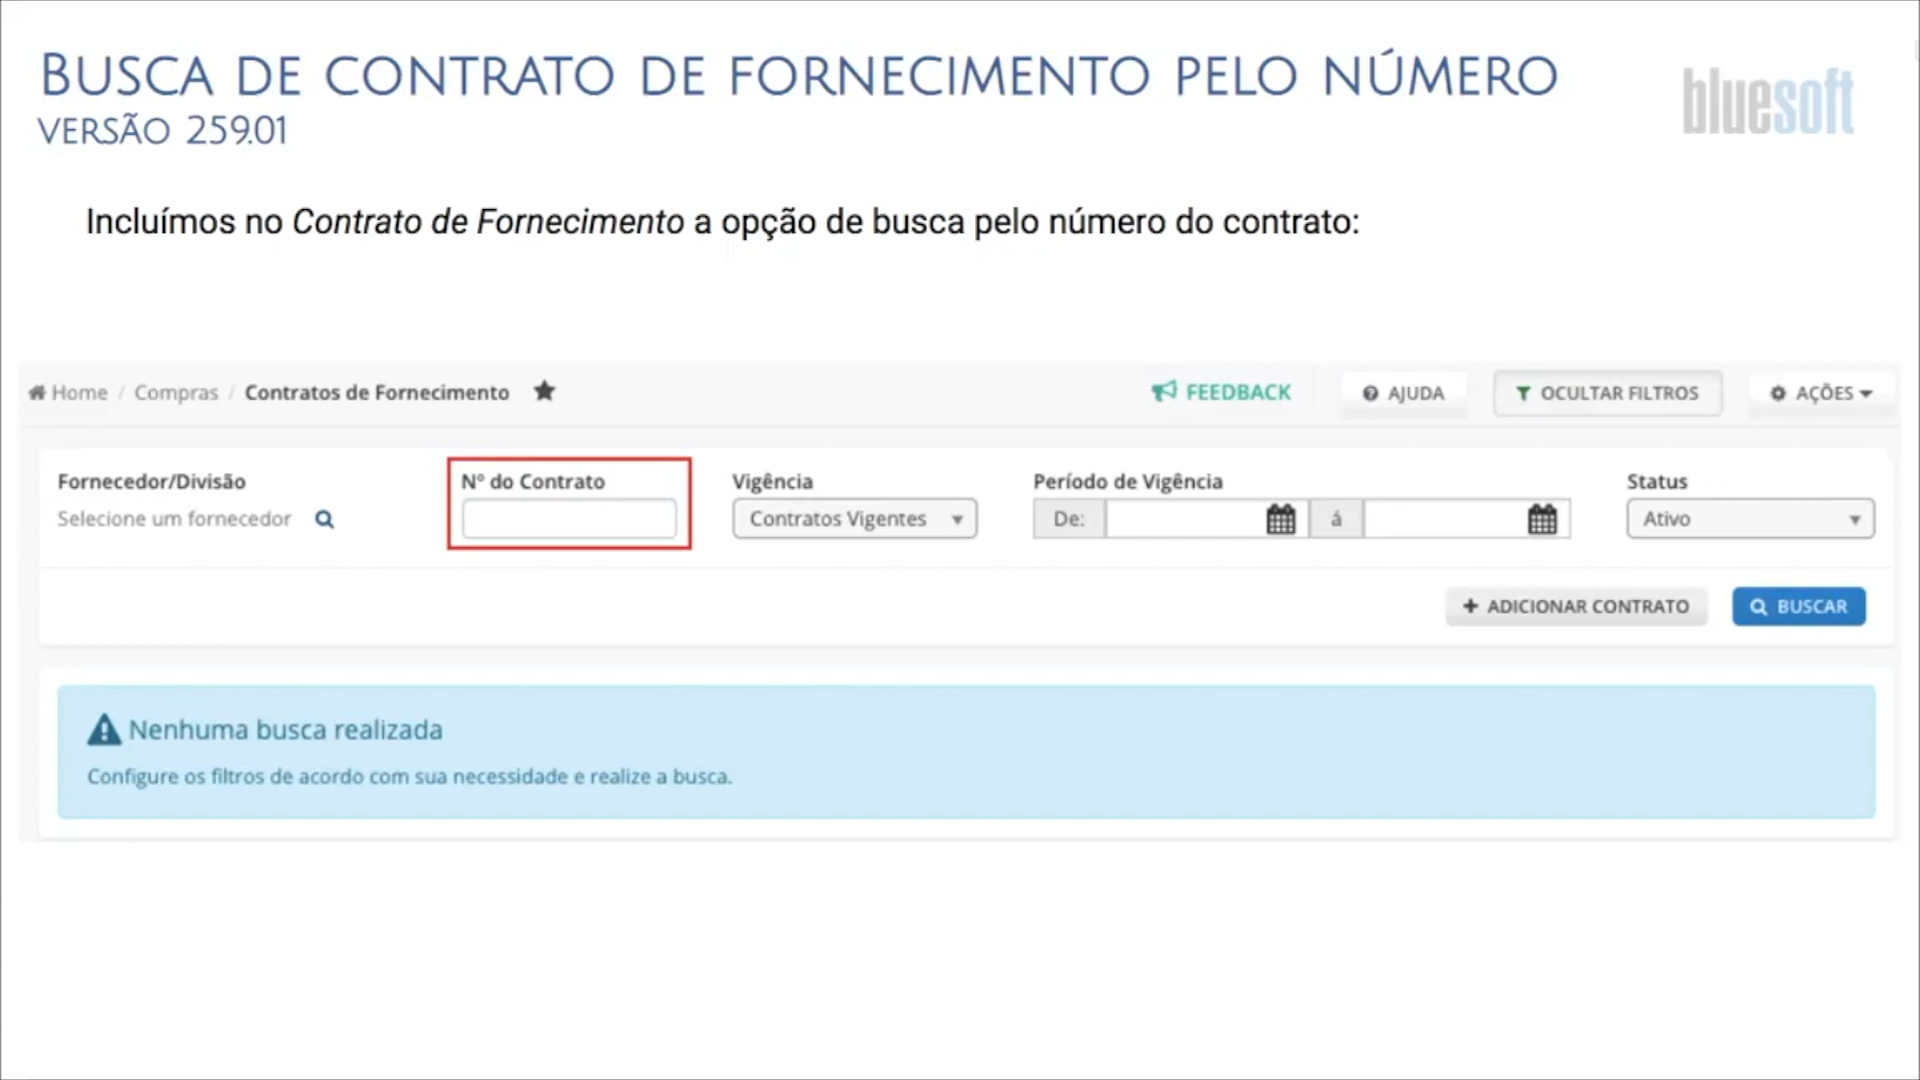 BUSCA DE CONTRATO DE FORNECIMENTO PELO NÚMERO
VERSÃO 259.01
bluesoft
Incluímos no Contrato de Fornecimento a opção de busca pelo número do contrato:
Home / Compras / Contratos de Fornecimento
FEEDBACK
AJUDA
OCULTAR FILTROS
AÇÕES
Fornecedor/Divisão
Selecione um fornecedor
Nº do Contrato
Vigência
Contratos Vigentes
Período de Vigência
De:
á
Status
Ativo
ADICIONAR CONTRATO
BUSCAR
Nenhuma busca realizada
Configure os filtros de acordo com sua necessidade e realize a busca.